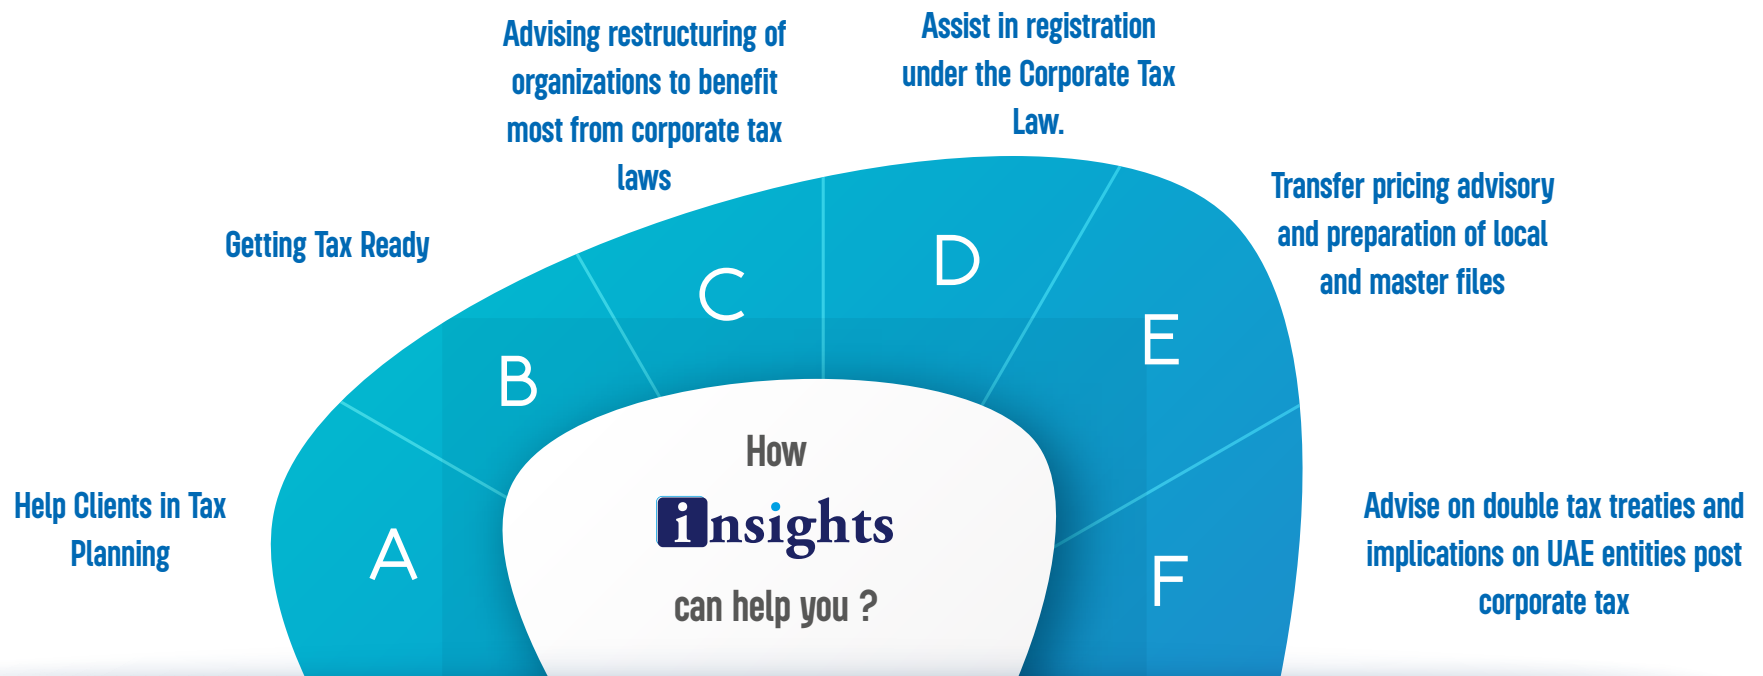 Help Clients in Tax
Planning
A
Getting Tax Ready
B
Advising restructuring of
organizations to benefit
most from corporate tax
laws
C
Assist in registration
under the Corporate Tax
Law.
D
Transfer pricing advisory
and preparation of local
and master files
E
Advise on double tax treaties and
implications on UAE entities post
corporate tax
F
How
insights
can help you ?